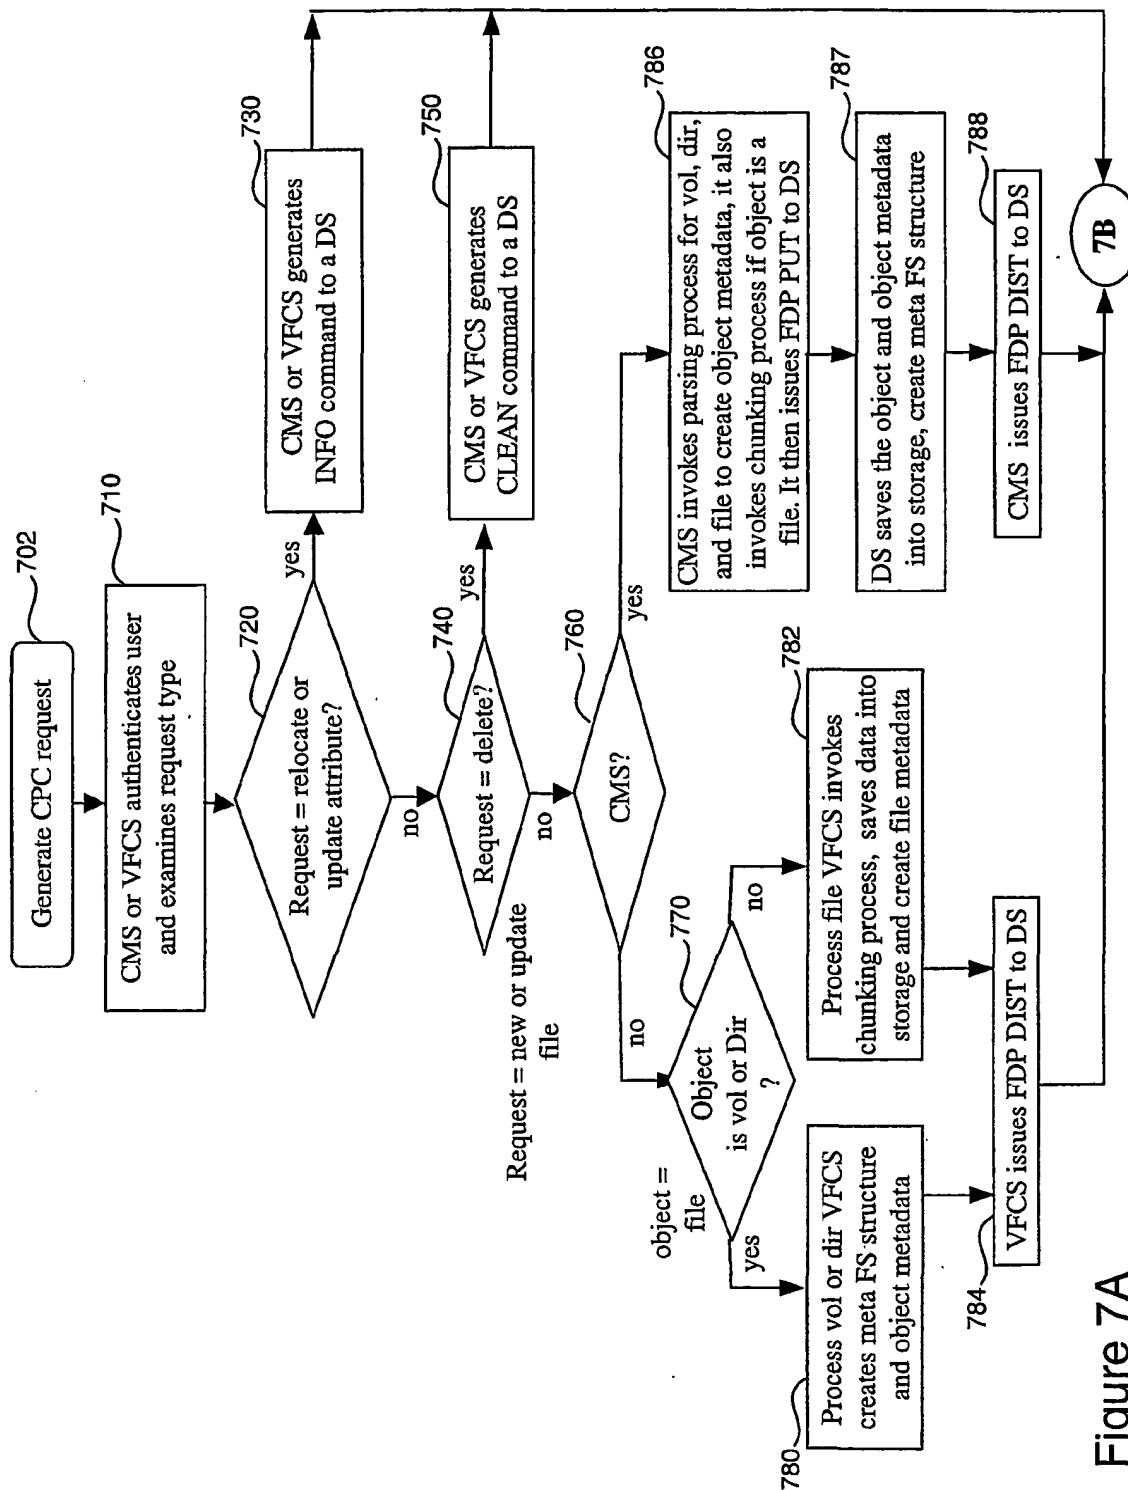 Generate CPC request
702
CMS or VFCS authenticates user
and examines request type
710
Request = relocate or
update attribute?
720
yes
no
CMS or VFCS generates
INFO command to a DS
730
Request = delete?
740
yes
no
CMS or VFCS generates
CLEAN command to a DS
750
Request = new or update
file
CMS?
760
yes
no
Object
is vol or Dir
?
770
object =
file
yes
no
Process vol or dir VFCS
creates meta FS structure
and object metadata
780
Process file VFCS invokes
chunking process, saves data into
storage and create file metadata
782
VFCS issues FDP DIST to DS
784
CMS invokes parsing process for vol, dir,
and file to create object metadata, it also
invokes chunking process if object is a
file. It then issues FDP PUT to DS
786
DS saves the object and object metadata
into storage, create meta FS structure
787
CMS issues FDP DIST to DS
788
7B
Figure 7A